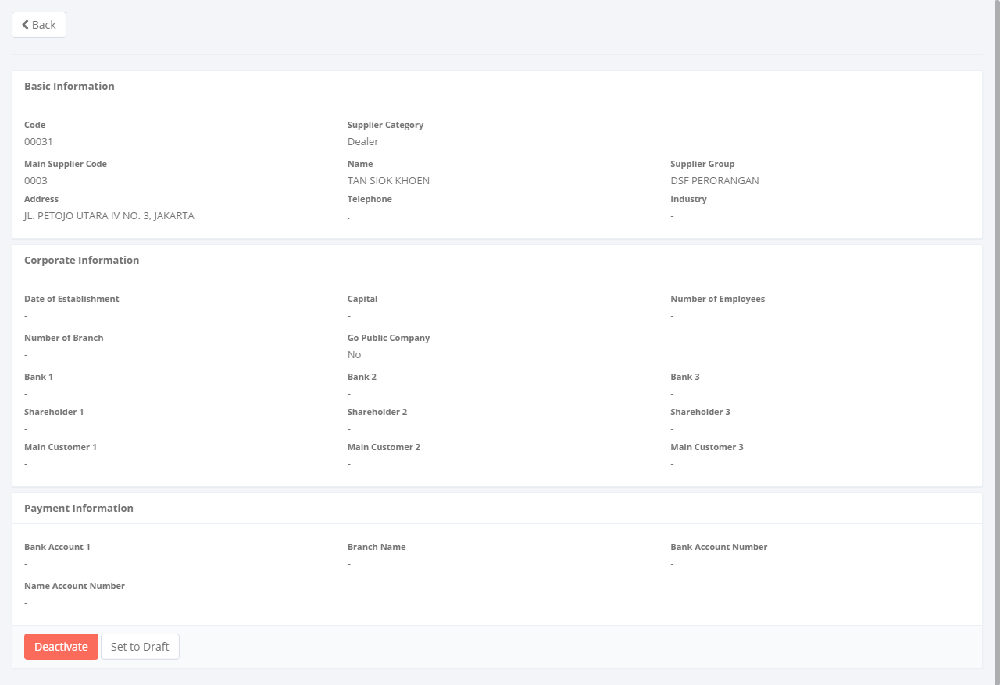 Back
Basic Information
Code Supplier Category
00031 Dealer
Main Supplier Code Name Supplier Group
0003 TAN SIOK KHOEN DSF PERORANGAN
Address Telephone Industry
JL. PETOJO UTARA IV NO. 3, JAKARTA . -
Corporate Information
Date of Establishment Capital Number of Employees
- - -
Number of Branch Go Public Company
- No
Bank 1 Bank 2 Bank 3
- - -
Shareholder 1 Shareholder 2 Shareholder 3
- - -
Main Customer 1 Main Customer 2 Main Customer 3
- - -
Payment Information
Bank Account 1 Branch Name Bank Account Number
- - -
Name Account Number
-
Deactivate Set to Draft